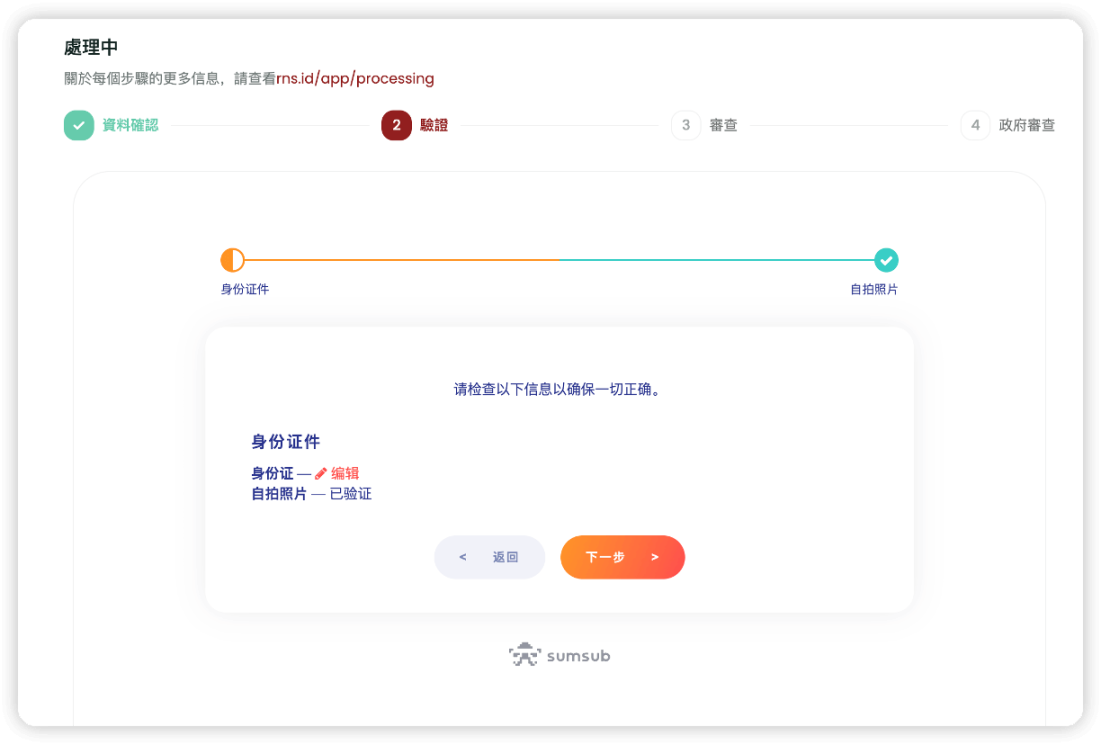 處理中
關於每個步驟的更多信息，請查看rns.id/app/processing
資料確認
2 驗證
3 審查
4 政府審查
身份证件
自拍照片
请检查以下信息以确保一切正确。
身份证件
身份证 — 编辑
自拍照片 — 已验证
< 返回
下一步 >
sumsub